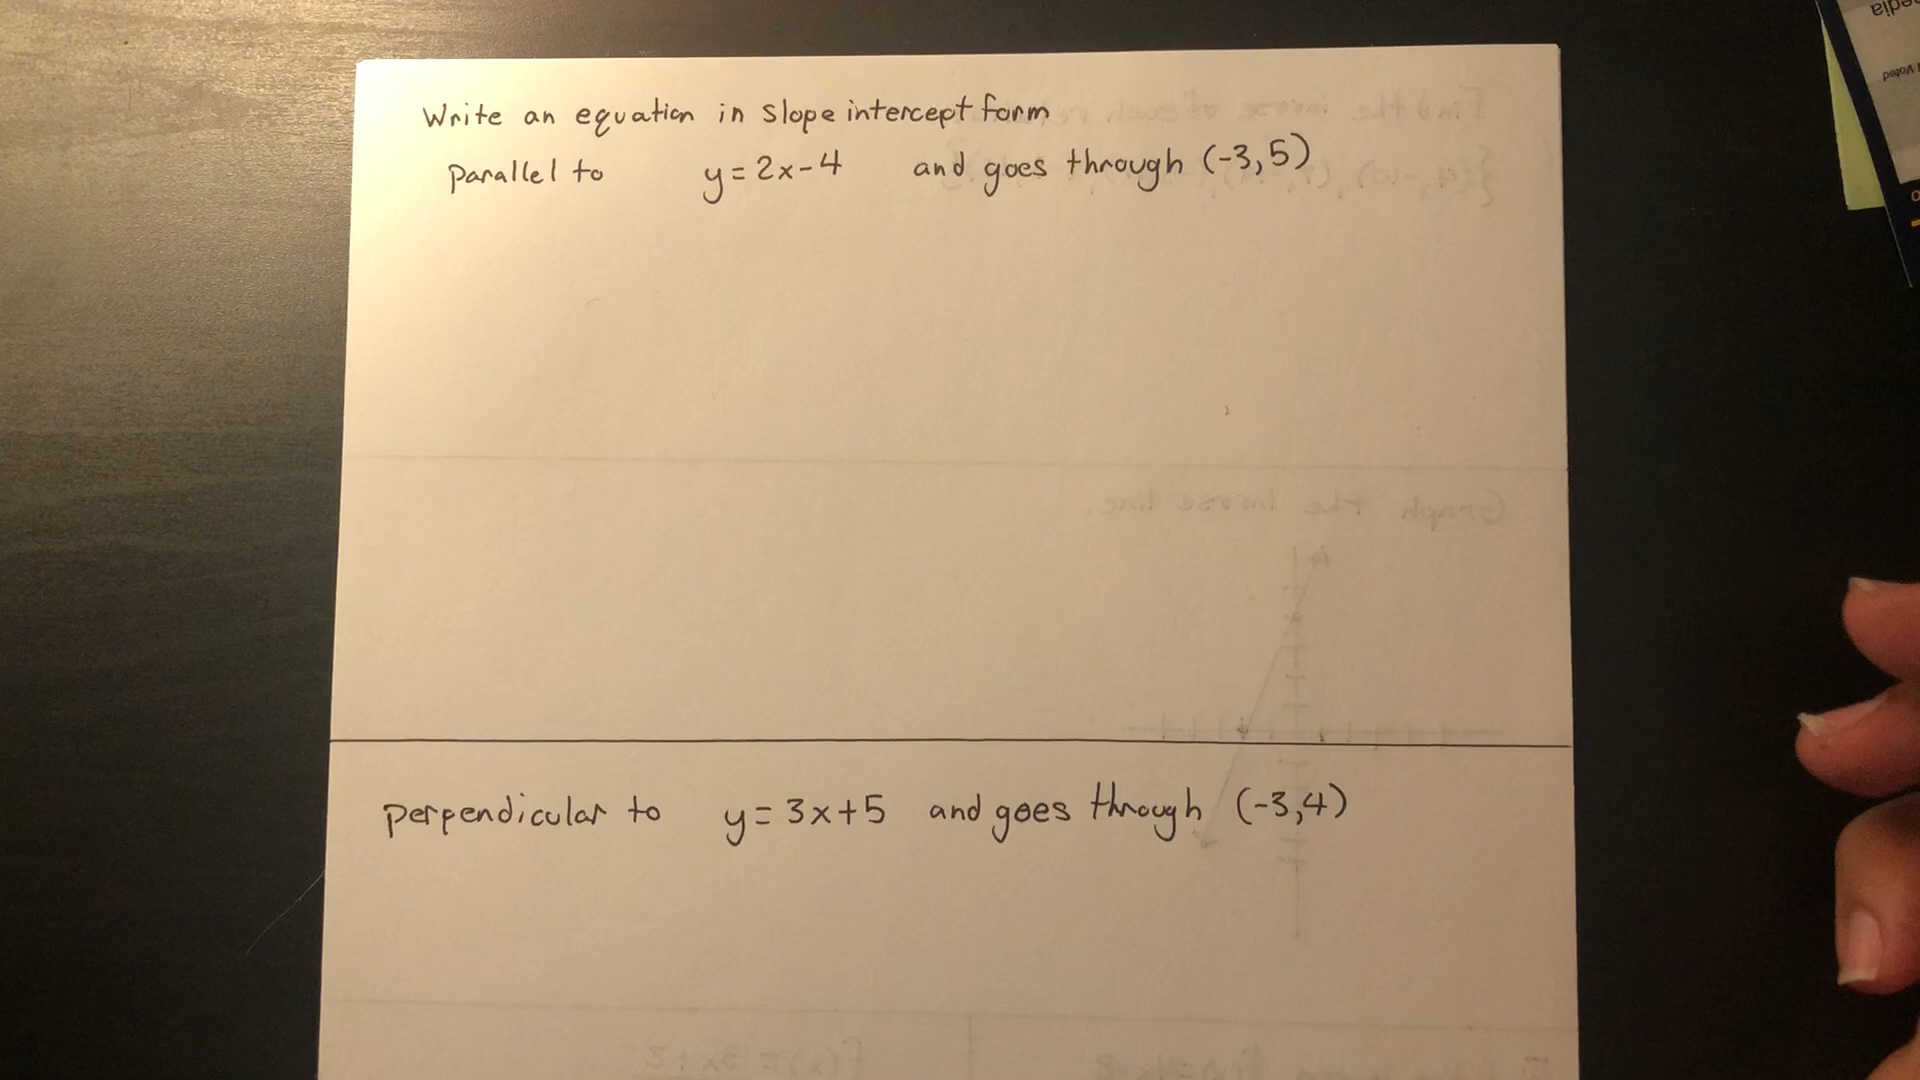 Write an equation in slope intercept form
parallel to y=2x-4 and goes through (-3,5)
perpendicular to y=3x+5 and goes through (-3,4)